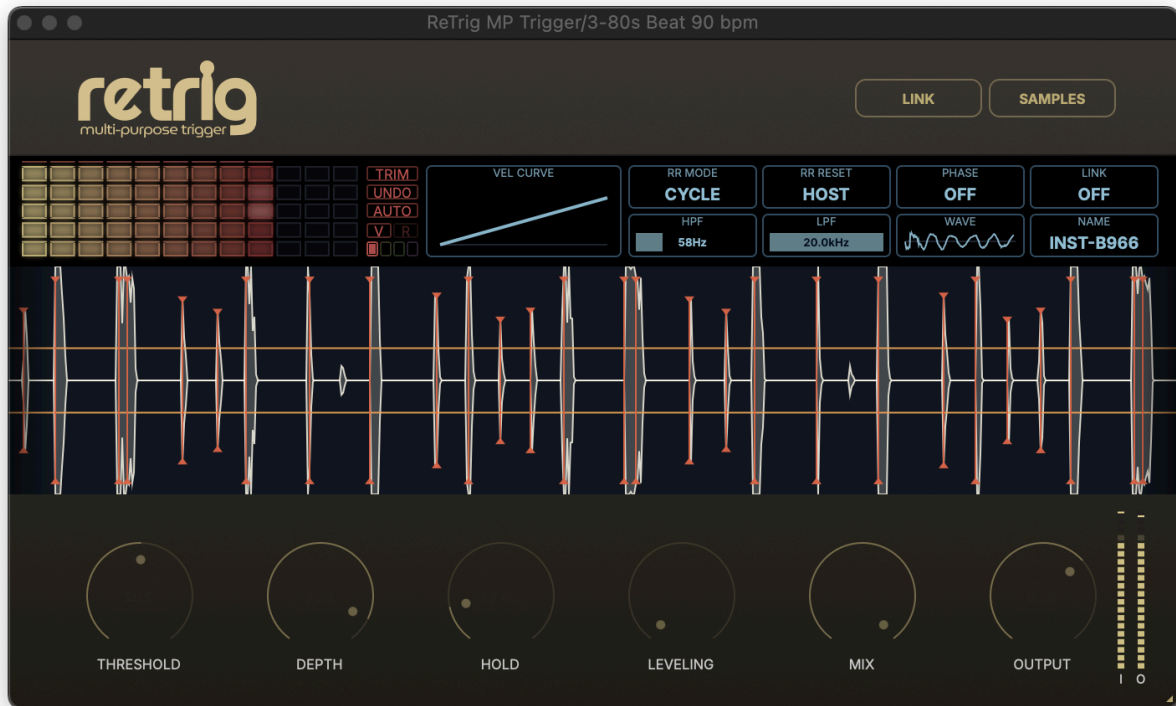 ReTrig MP Trigger/3-80s Beat 90 bpm
retrig
multi-purpose trigger
LINK
SAMPLES
TRIM
UNDO
AUTO
V R
VEL CURVE
RR MODE
CYCLE
RR RESET
HOST
PHASE
OFF
LINK
OFF
HPF
58Hz
LPF
20.0kHz
WAVE
NAME
INST-B966
THRESHOLD
DEPTH
HOLD
LEVELING
MIX
OUTPUT
I O